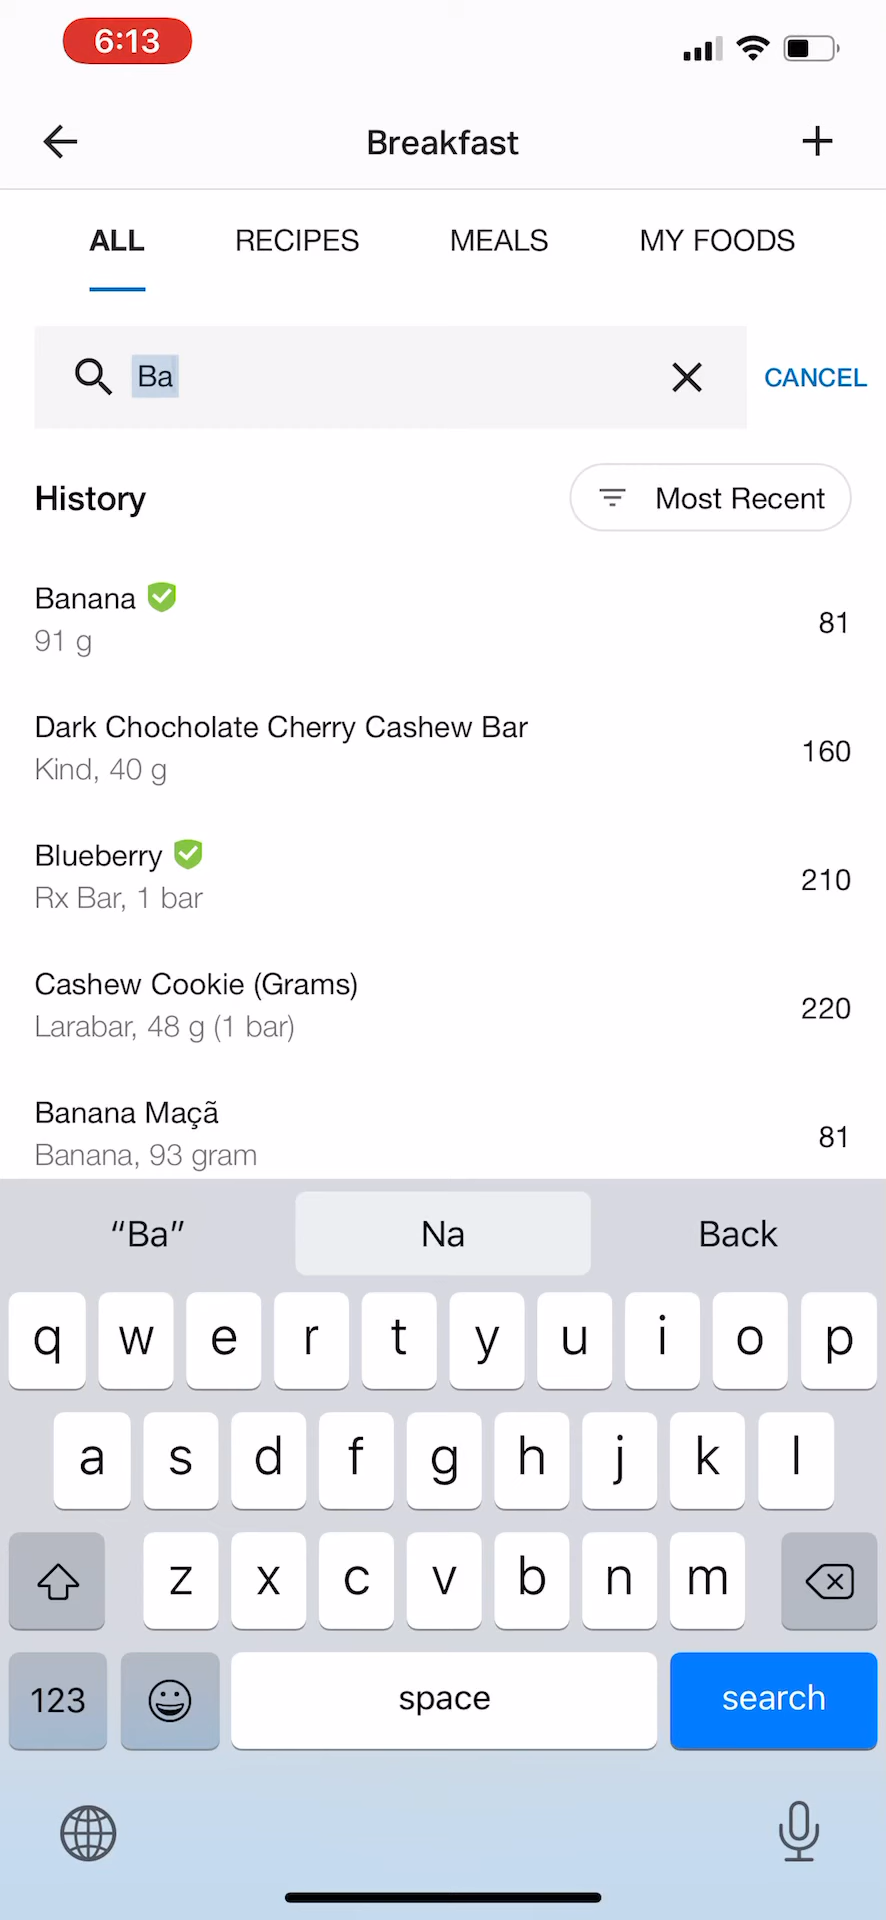 6:13
Breakfast
ALL RECIPES MEALS MY FOODS
Ba CANCEL
History Most Recent
Banana
91 g
81
Dark Chocholate Cherry Cashew Bar
Kind, 40 g
160
Blueberry
Rx Bar, 1 bar
210
Cashew Cookie (Grams)
Larabar, 48 g (1 bar)
220
Banana Maçã
Banana, 93 gram
81
“Ba” Na Back
q w e r t y u i o p
a s d f g h j k l
z x c v b n m
123 space search